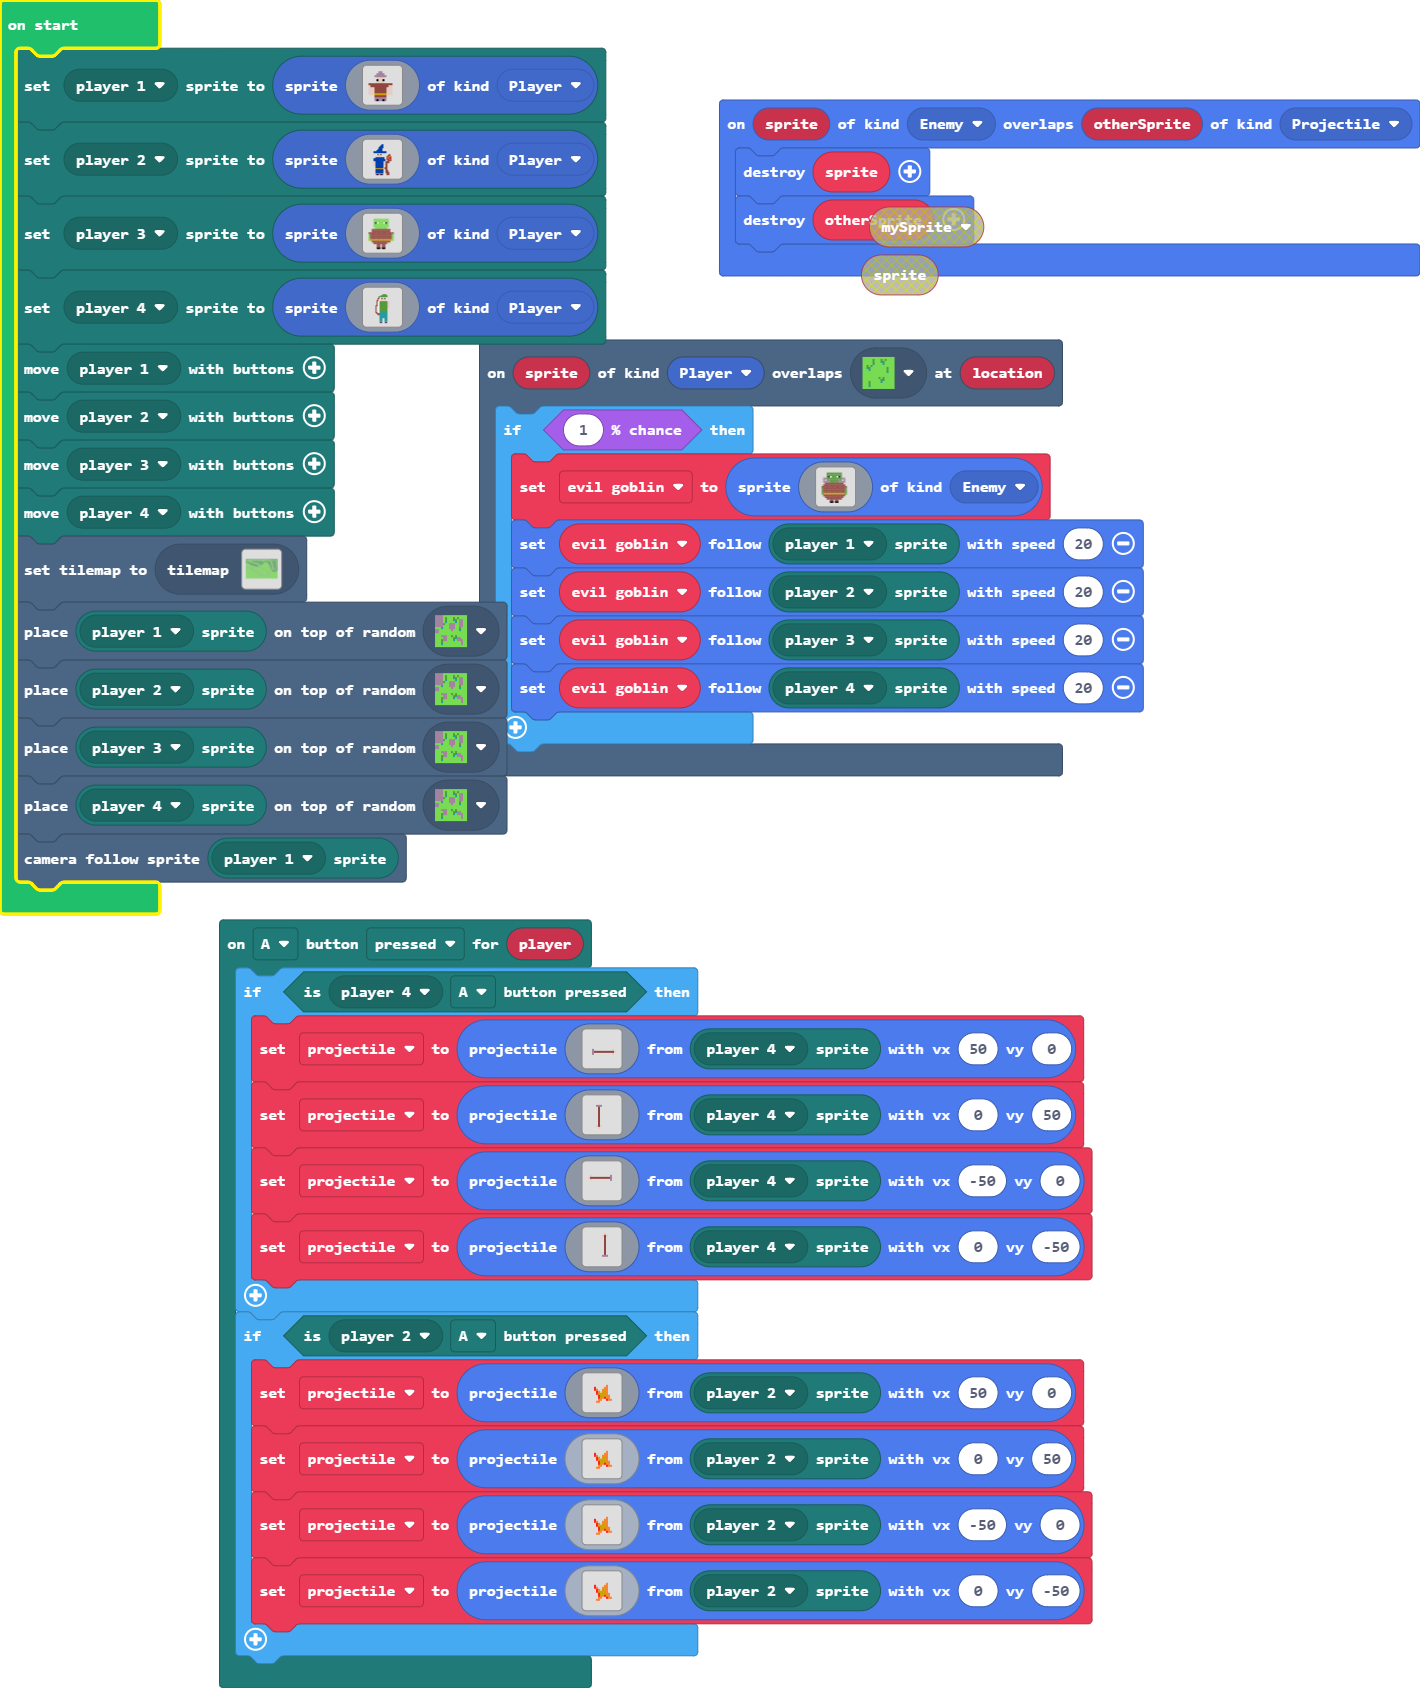 on start
set player 1 sprite to sprite of kind Player
set player 2 sprite to sprite of kind Player
set player 3 sprite to sprite of kind Player
set player 4 sprite to sprite of kind Player
move player 1 with buttons
move player 2 with buttons
move player 3 with buttons
move player 4 with buttons
set tilemap to tilemap
place player 1 sprite on top of random
place player 2 sprite on top of random
place player 3 sprite on top of random
place player 4 sprite on top of random
camera follow sprite player 1 sprite
on sprite of kind Enemy overlaps otherSprite of kind Projectile
destroy sprite
destroy otherSprite
mySprite
sprite
on sprite of kind Player overlaps at location
if 1 % chance then
set evil goblin to sprite of kind Enemy
set evil goblin follow player 1 sprite with speed 20
set evil goblin follow player 2 sprite with speed 20
set evil goblin follow player 3 sprite with speed 20
set evil goblin follow player 4 sprite with speed 20
on A button pressed for player
if is player 4 A button pressed then
set projectile to projectile from player 4 sprite with vx 50 vy 0
set projectile to projectile from player 4 sprite with vx 0 vy 50
set projectile to projectile from player 4 sprite with vx -50 vy 0
set projectile to projectile from player 4 sprite with vx 0 vy -50
if is player 2 A button pressed then
set projectile to projectile from player 2 sprite with vx 50 vy 0
set projectile to projectile from player 2 sprite with vx 0 vy 50
set projectile to projectile from player 2 sprite with vx -50 vy 0
set projectile to projectile from player 2 sprite with vx 0 vy -50